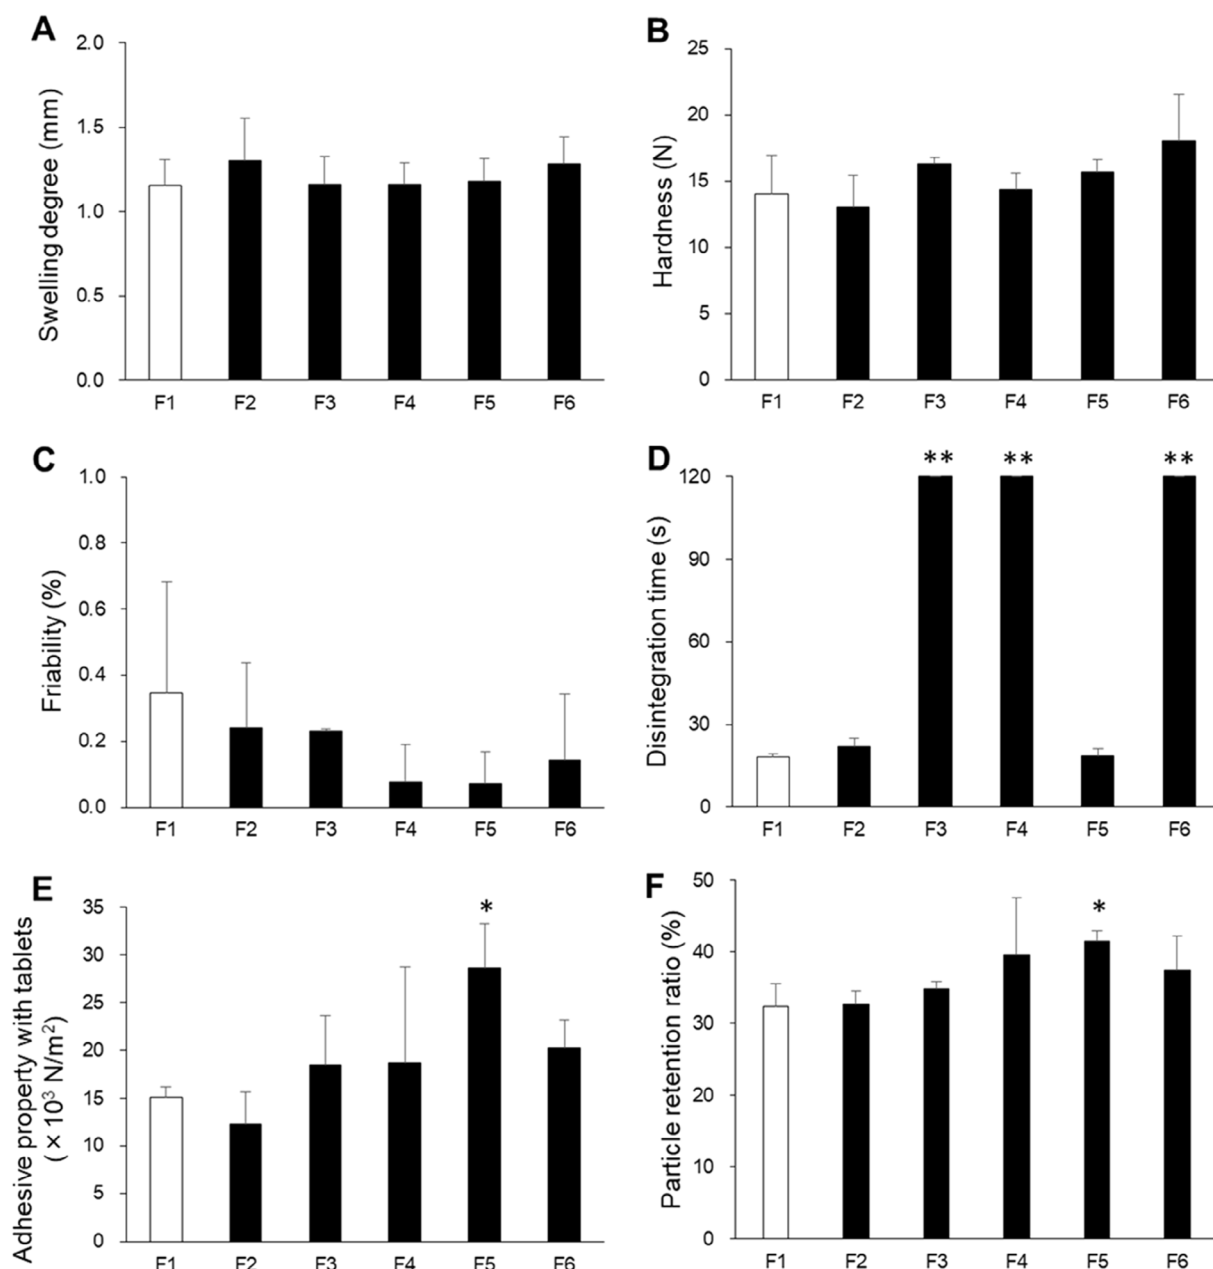 A
Swelling degree (mm)
2.0
1.5
1.0
0.5
0.0
F1 F2 F3 F4 F5 F6
B
Hardness (N)
25
20
15
10
5
0
F1 F2 F3 F4 F5 F6
C
Friability (%)
1.0
0.8
0.6
0.4
0.2
0.0
F1 F2 F3 F4 F5 F6
D
** ** **
Disintegration time (s)
120
90
60
30
0
F1 F2 F3 F4 F5 F6
E
*
Adhesive property with tablets
( × 10³ N/m²)
35
30
25
20
15
10
5
0
F1 F2 F3 F4 F5 F6
F
*
Particle retention ratio (%)
50
40
30
20
10
0
F1 F2 F3 F4 F5 F6